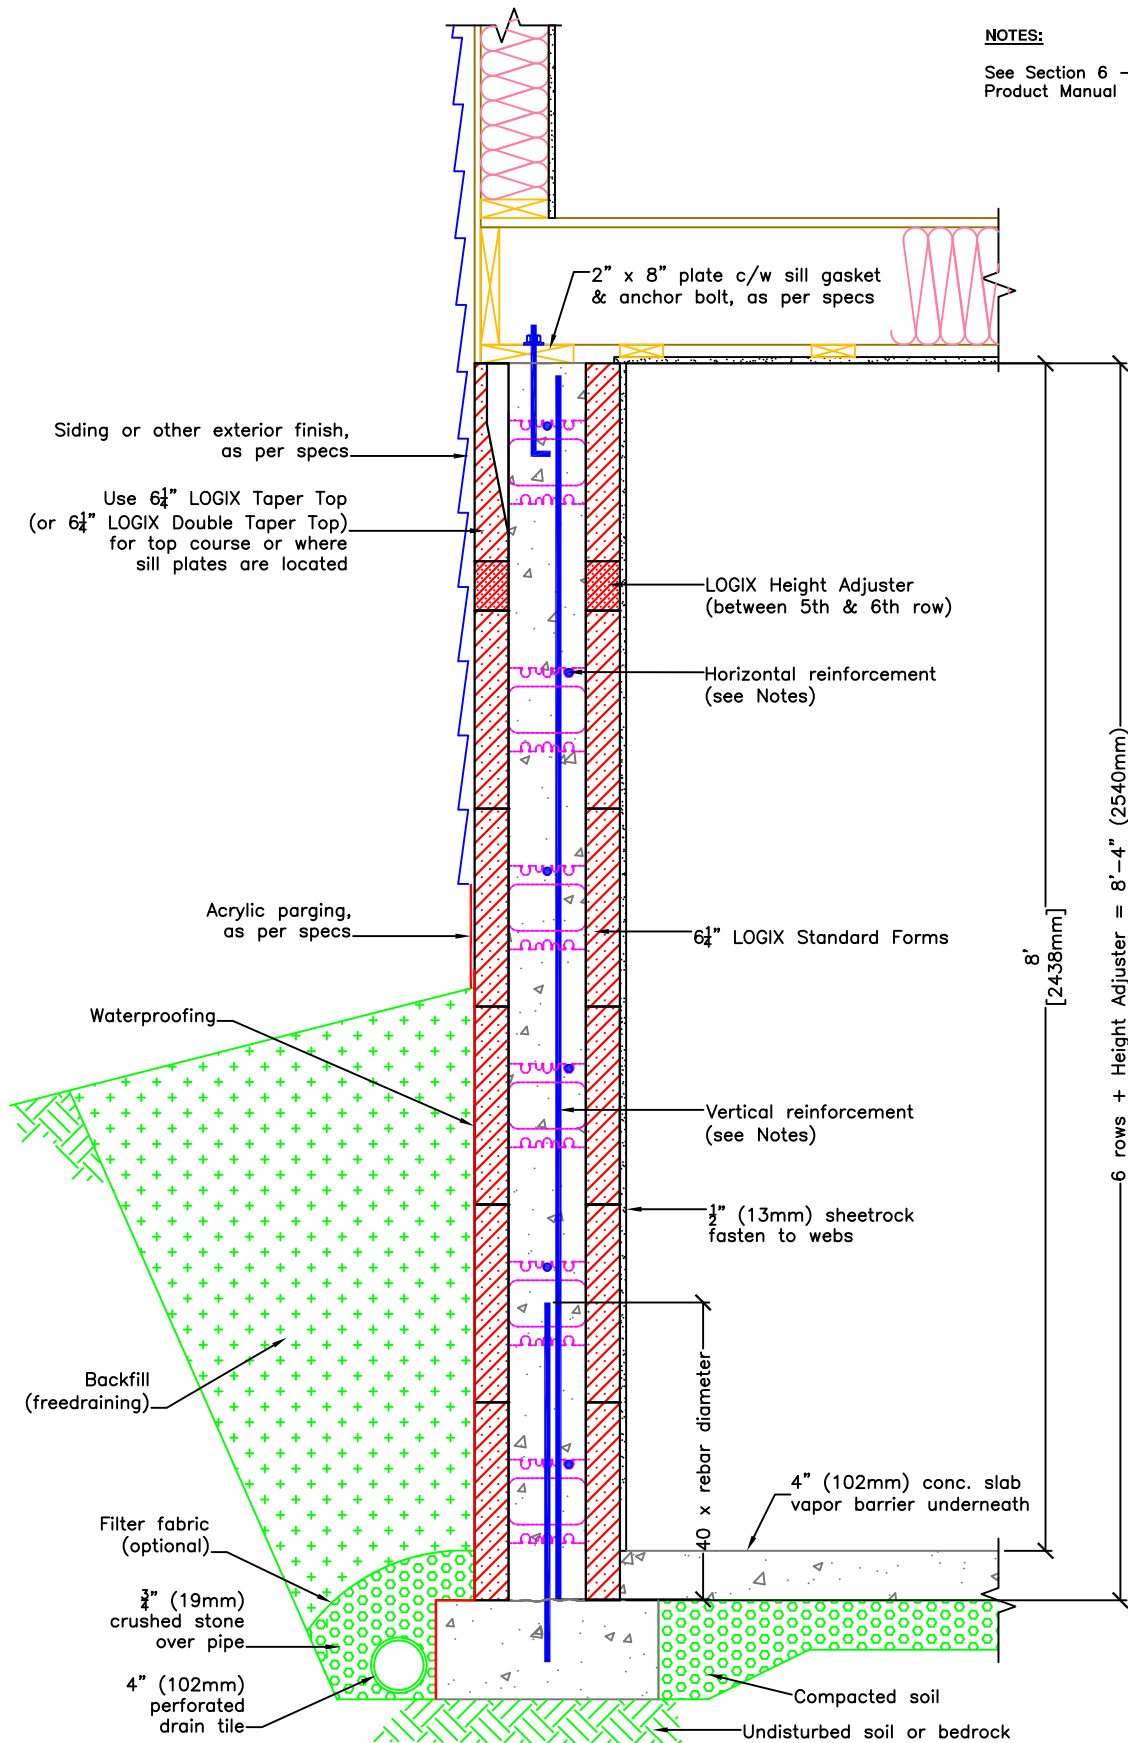 NOTES:
See Section 6 –
Product Manual
2” x 8” plate c/w sill gasket
& anchor bolt, as per specs
Siding or other exterior finish,
as per specs
Use 6¼” LOGIX Taper Top
(or 6¼” LOGIX Double Taper Top)
for top course or where
sill plates are located
LOGIX Height Adjuster
(between 5th & 6th row)
Horizontal reinforcement
(see Notes)
Acrylic parging,
as per specs
6¼” LOGIX Standard Forms
8’
[2438mm]
6 rows + Height Adjuster = 8’–4” (2540mm)
Waterproofing
Vertical reinforcement
(see Notes)
½” (13mm) sheetrock
fasten to webs
Backfill
(freedraining)
40 x rebar diameter
4” (102mm) conc. slab
vapor barrier underneath
Filter fabric
(optional)
¾” (19mm)
crushed stone
over pipe
4” (102mm)
perforated
drain tile
Compacted soil
Undisturbed soil or bedrock